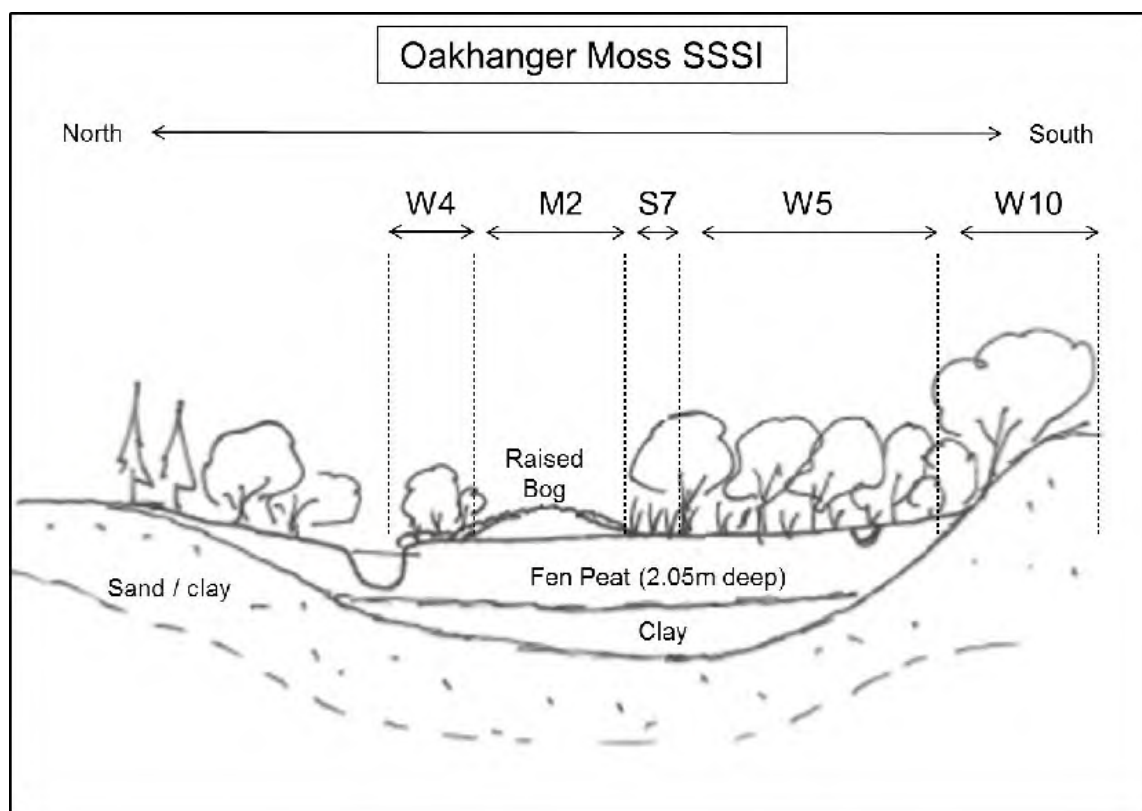 Oakhanger Moss SSSI
North South
W4 M2 S7 W5 W10
Raised
Bog
Sand / clay
Fen Peat (2.05m deep)
Clay